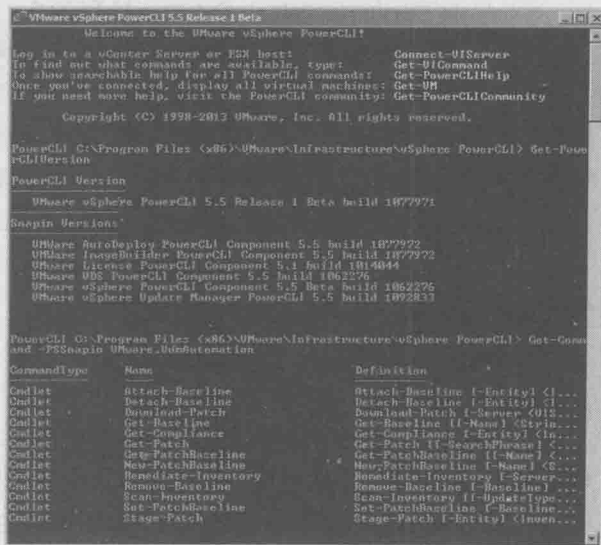 VMware vSphere PowerCLI 5.5 Release 1 Beta
Welcome to the VMware vSphere PowerCLI!
Log in to a vCenter Server or ESX host: Connect-VIServer
To find out what commands are available, type: Get-VICommand
To show searchable help for all PowerCLI commands: Get-PowerCLIHelp
Once you've connected, display all virtual machines: Get-VM
If you need more help, visit the PowerCLI community: Get-PowerCLICommunity
Copyright (C) 1998-2013 VMware, Inc. All rights reserved.
PowerCLI C:\Program Files (x86)\VMware\Infrastructure\vSphere PowerCLI> Get-Powe
rCLIVersion
PowerCLI Version
VMware vSphere PowerCLI 5.5 Release 1 Beta build 1077971
Snapin Versions
VMWare AutoDeploy PowerCLI Component 5.5 build 1077972
VMWare ImageBuilder PowerCLI Component 5.5 build 1077972
VMware License PowerCLI Component 5.1 build 1014044
VMware VDS PowerCLI Component 5.5 build 1062276
VMware vSphere PowerCLI Component 5.5 Beta build 1062276
VMware vSphere Update Manager PowerCLI 5.5 build 1092833
PowerCLI C:\Program Files (x86)\VMware\Infrastructure\vSphere PowerCLI> Get-Comm
and -PSSnapin VMware.VumAutomation
CommandType Name Definition
Cmdlet Attach-Baseline Attach-Baseline [-Entity] <I...
Cmdlet Detach-Baseline Detach-Baseline [-Entity] <I...
Cmdlet Download-Patch Download-Patch [-Server <VIS...
Cmdlet Get-Baseline Get-Baseline [[-Name] <Strin...
Cmdlet Get-Compliance Get-Compliance [-Entity] <In...
Cmdlet Get-Patch Get-Patch [[-SearchPhrase] <...
Cmdlet Get-PatchBaseline Get-PatchBaseline [[-Name] <...
Cmdlet New-PatchBaseline New-PatchBaseline [-Name] <S...
Cmdlet Remediate-Inventory Remediate-Inventory [-Server...
Cmdlet Remove-Baseline Remove-Baseline [-Baseline] ...
Cmdlet Scan-Inventory Scan-Inventory [[-UpdateType...
Cmdlet Set-PatchBaseline Set-PatchBaseline [-Baseline...
Cmdlet Stage-Patch Stage-Patch [-Entity] <Inven...